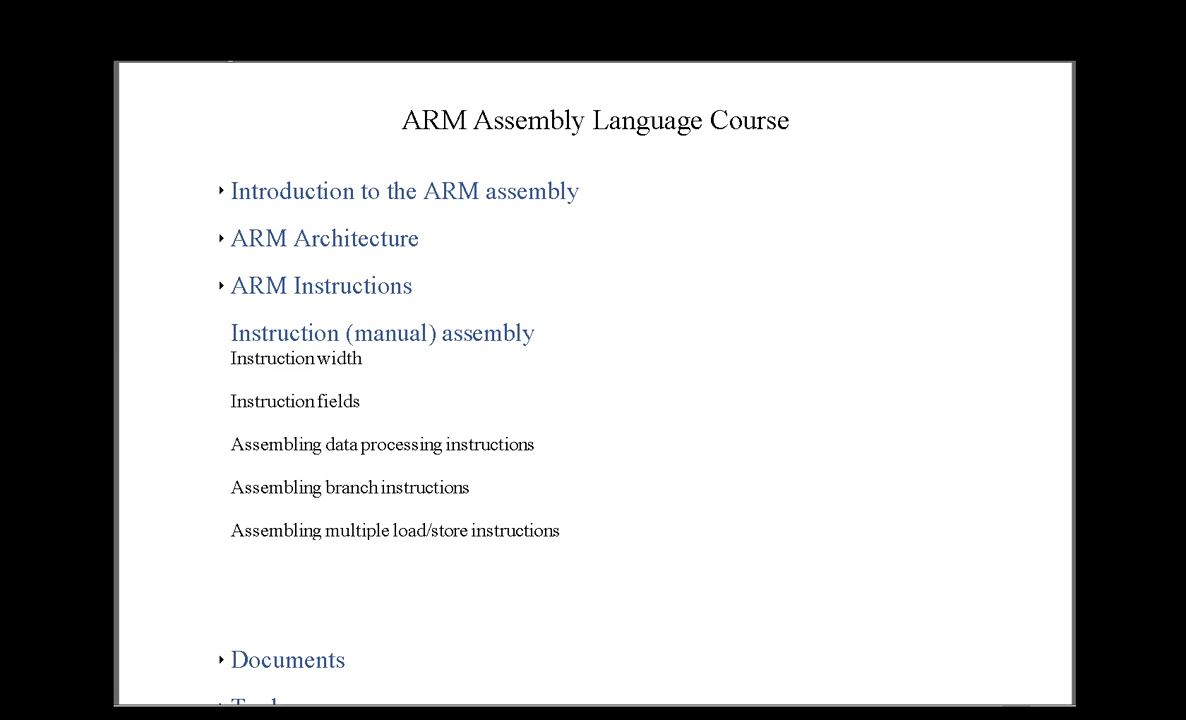 ARM Assembly Language Course
Introduction to the ARM assembly
ARM Architecture
ARM Instructions
Instruction (manual) assembly
Instruction width
Instruction fields
Assembling data processing instructions
Assembling branch instructions
Assembling multiple load/store instructions
Documents